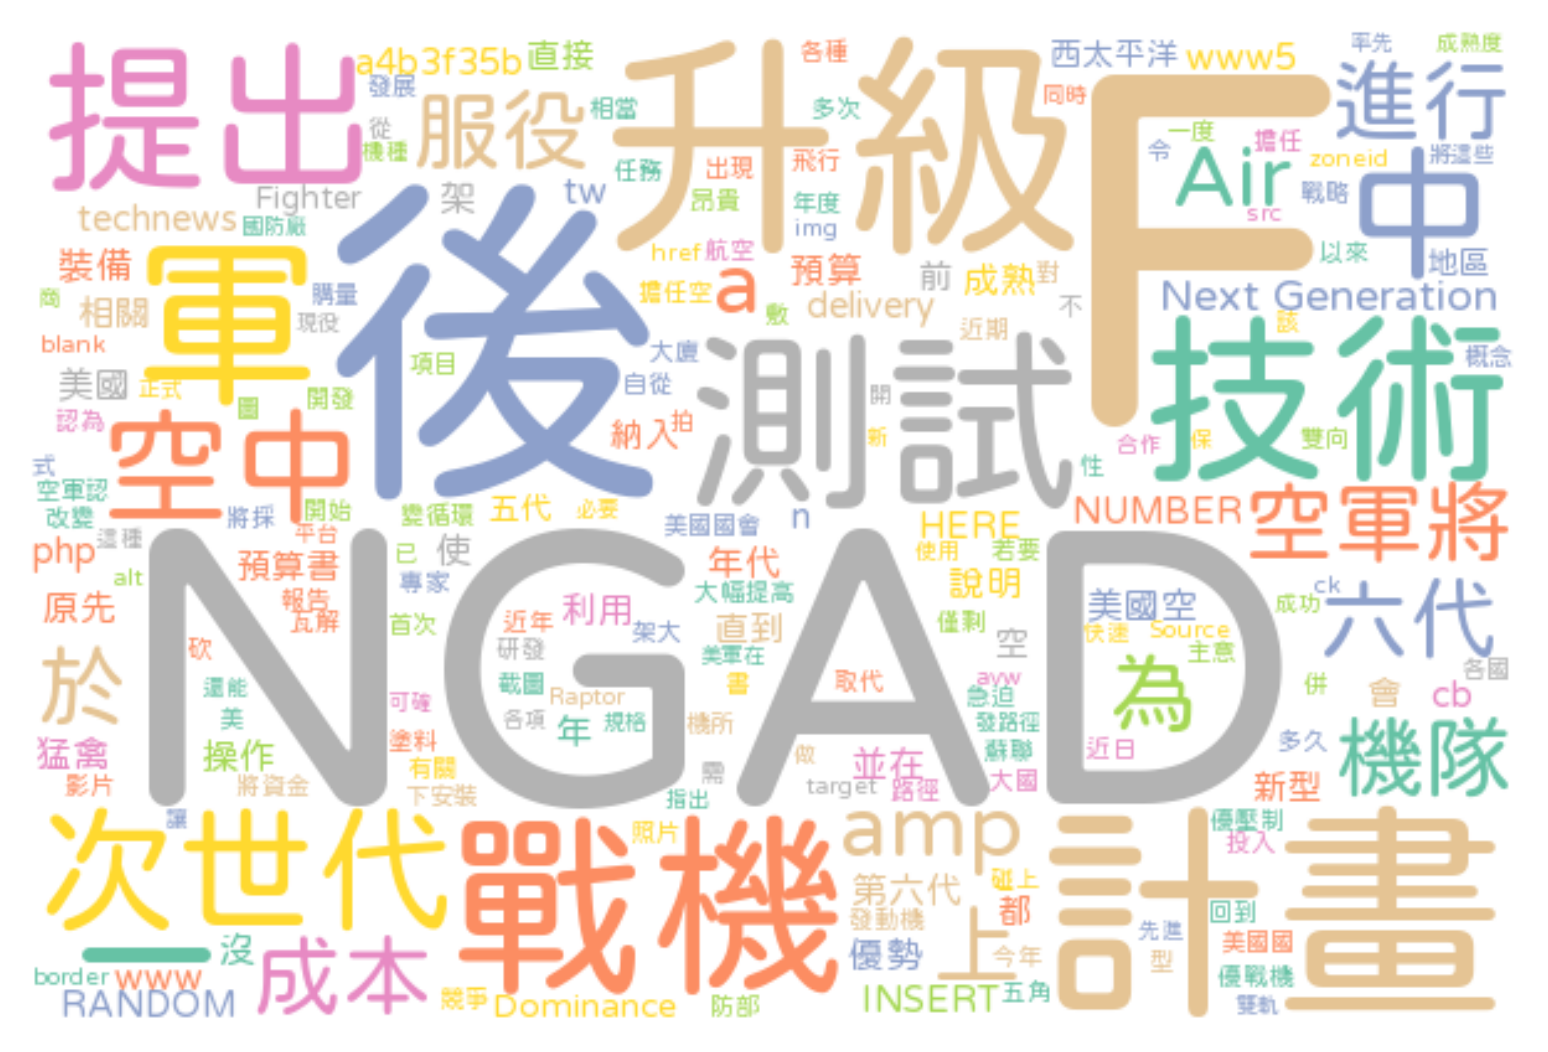 提出
a4b3f35b
直接
升級
各種
西太平洋
www5
率先
成熟度
發展
服役
相當
多次
同時
F
進行
從
機種
任務
出現
飛行
令
一度
擔任
zoneid
將這些
Fighter
架
tw
昂貴
年度
Air
戰略
中
technews
國防廠
img
src
後
href
航空
以來
裝備
軍
預算
前
成熟
對
地區
商
相關
購量
擔任空
a
敷
delivery
不
Next Generation
現役
近期
該
blank
項目
大廈
測試
技術
概念
美國
正式
自從
開
圖
開發
認為
空中
納入
拍
新
合作
保
雙向
式
性
空軍認
改變
將採
開始
變循環
五代
必要
美國國會
n
HERE
NUMBER
空軍將
php
這種
平台
已
使
年代
使用
若要
alt
預算書
專家
大幅提高
說明
美國空
ck
六代
原先
報告
瓦解
首次
近年
利用
架大
直到
僅剩
成功
快速
Source
NGAD
砍
研發
美軍在
空
主意
於
還能
截圖
Raptor
書
取代
ayw
急迫
為
各國
併
會
cb
美
可確
各項
年
規格
機所
發路徑
猛禽
操作
塗料
做
並在
蘇聯
近日
多久
機隊
影片
將資金
有關
下安裝
需
指出
target
路徑
大國
新型
次世代
讓
戰機
照片
amp
計畫
優壓制
投入
第六代
碰上
都
發動機
上
回到
一
沒
成本
優勢
今年
先進
型
美國國
border
www
優戰機
RANDOM
競爭
Dominance
防部
INSERT
五角
雙軌